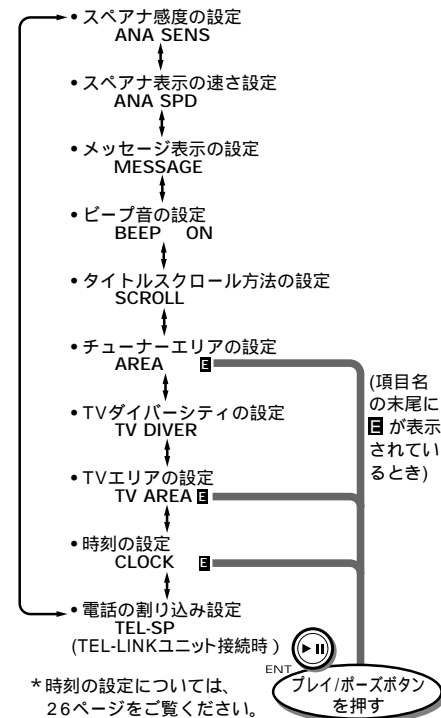 •スペアナ感度の設定
ANA SENS
•スペアナ表示の速さ設定
ANA SPD
•メッセージ表示の設定
MESSAGE
•ビープ音の設定
BEEP ON
•タイトルスクロール方法の設定
SCROLL
•チューナーエリアの設定
AREA E
•TVダイバーシティの設定
TV DIVER
•TVエリアの設定
TV AREA E
•時刻の設定
CLOCK E
•電話の割り込み設定
TEL-SP
(TEL-LINKユニット接続時)
(項目名
の末尾に
E が表示
されてい
るとき)
ENT
プレイ/ポーズボタン
を押す
*時刻の設定については、
26ページをご覧ください。